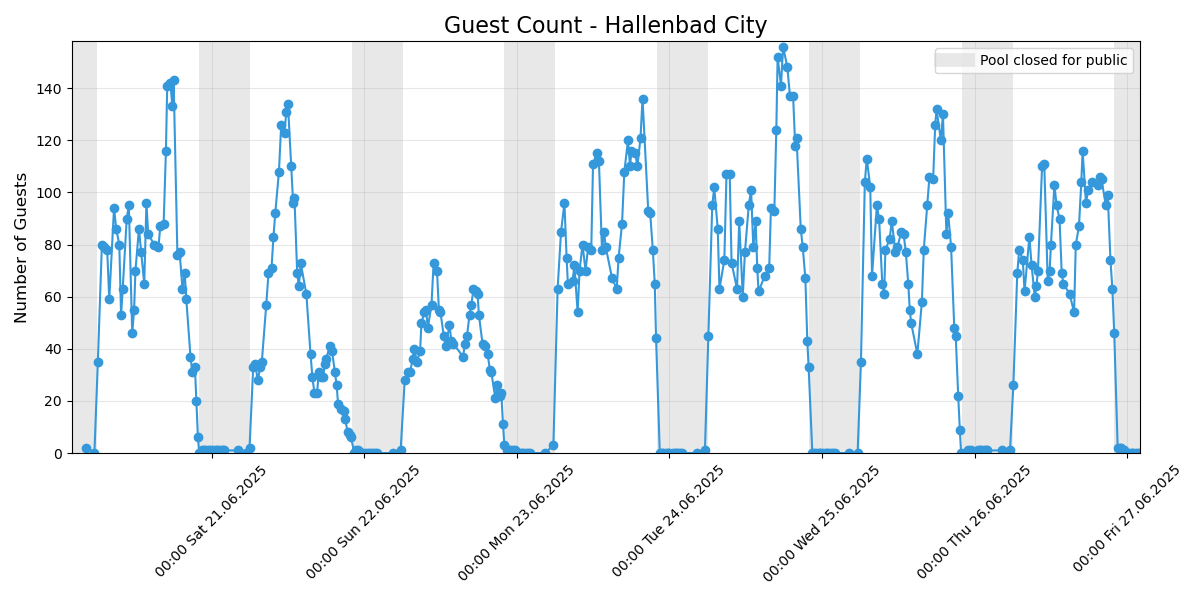 Guest Count - Hallenbad City
Pool closed for public
Number of Guests
140
120
100
80
60
40
20
0
00:00 Sat 21.06.2025
00:00 Sun 22.06.2025
00:00 Mon 23.06.2025
00:00 Tue 24.06.2025
00:00 Wed 25.06.2025
00:00 Thu 26.06.2025
00:00 Fri 27.06.2025